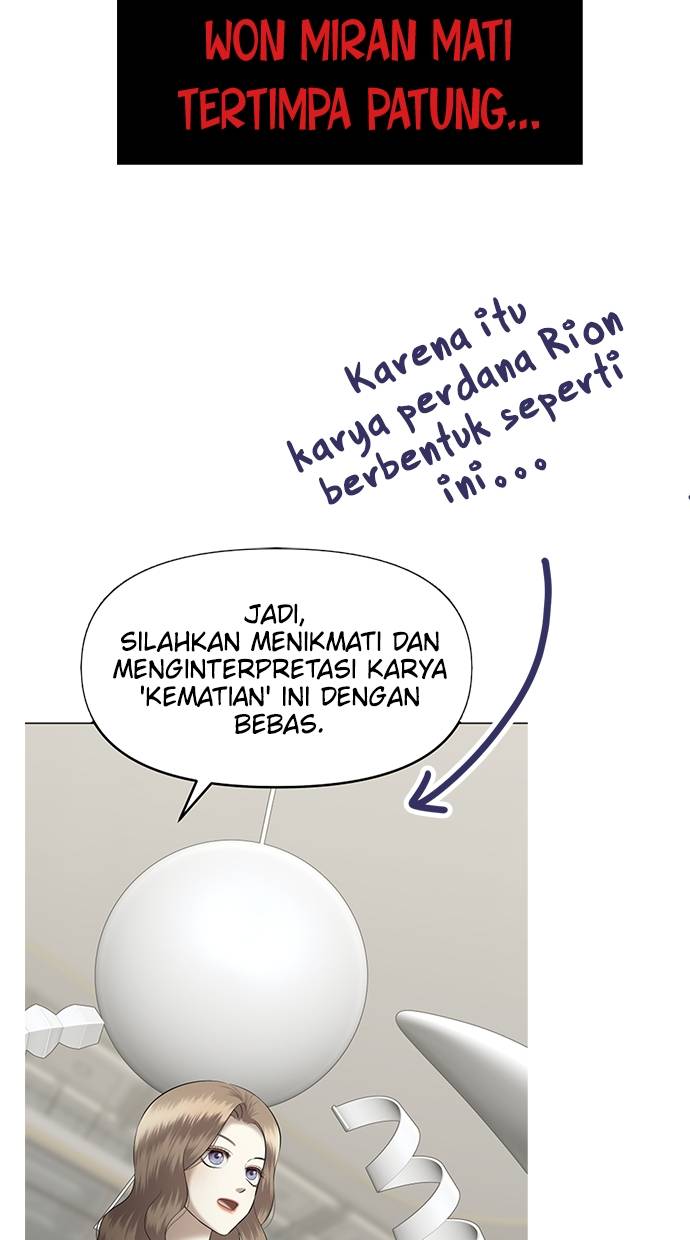 WON MIRAN MATI
TERTIMPA PATUNG...
Karena itu
karya perdana Rion
berbentuk seperti
ini...
JADI,
SILAHKAN MENIKMATI DAN
MENGINTERPRETASI KARYA
'KEMATIAN' INI DENGAN
BEBAS.